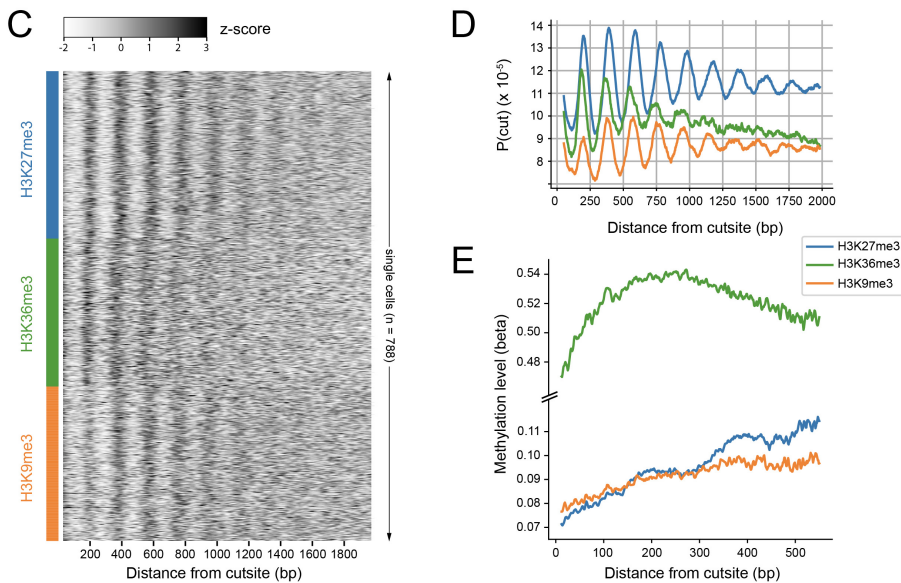 C
-2 -1 0 1 2 3
z-score
H3K27me3
H3K36me3
H3K9me3
single cells (n = 788)
200 400 600 800 1000 1200 1400 1600 1800
Distance from cutsite (bp)
D
P(cut) (x 10⁻⁵)
14
13
12
11
10
9
8
0 250 500 750 1000 1250 1500 1750 2000
Distance from cutsite (bp)
H3K27me3
H3K36me3
H3K9me3
E
Methylation level (beta)
0.54
0.52
0.50
0.48
0.11
0.10
0.09
0.08
0.07
0 100 200 300 400 500
Distance from cutsite (bp)